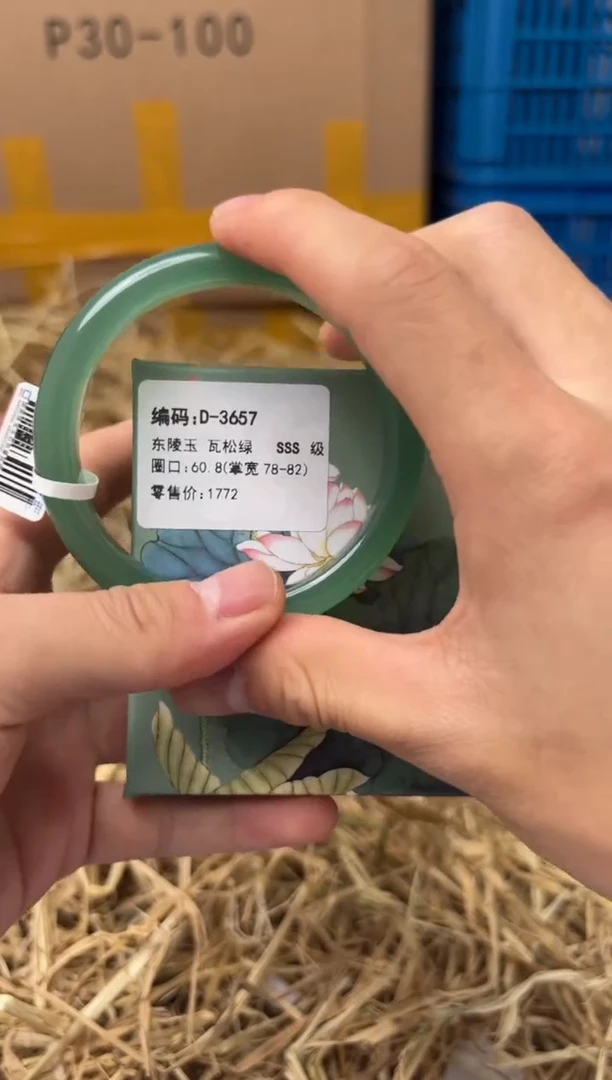 P30-100
编码:D-3657
东陵玉 瓦松绿 SSS 级
圈口:60.8(掌宽 78-82)
零售价:1772